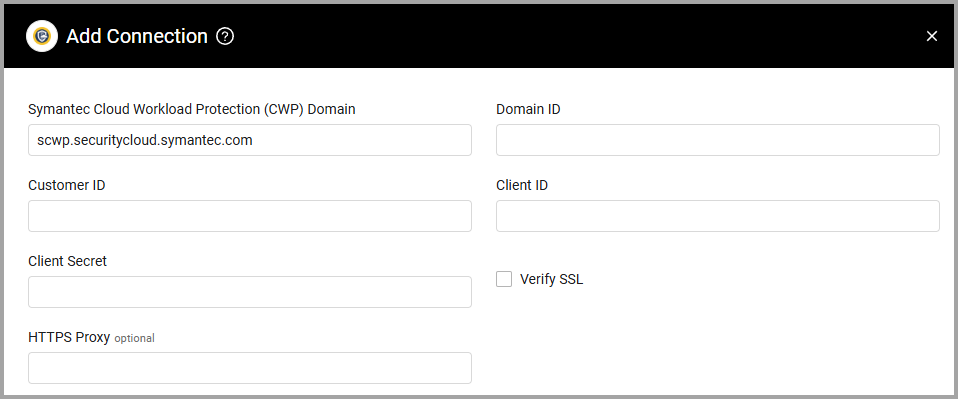 Add Connection ?
Symantec Cloud Workload Protection (CWP) Domain
scwp.securitycloud.symantec.com
Domain ID
Customer ID
Client ID
Client Secret
Verify SSL
HTTPS Proxy optional